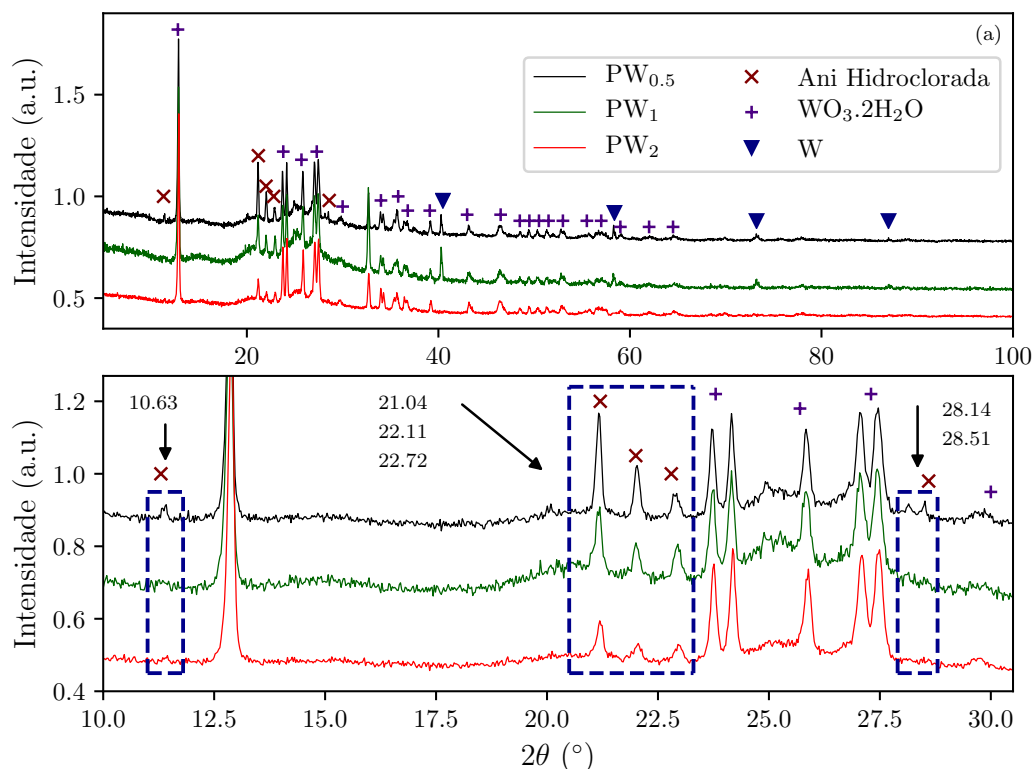 (a)
Intensidade (a.u.)
1.5
1.0
0.5
PW0.5
PW1
PW2
Ani Hidroclorada
WO3.2H2O
W
20
40
60
80
100
Intensidade (a.u.)
1.2
1.0
0.8
0.6
0.4
10.63
21.04
22.11
22.72
28.14
28.51
10.0
12.5
15.0
17.5
20.0
22.5
25.0
27.5
30.0
2θ (°)